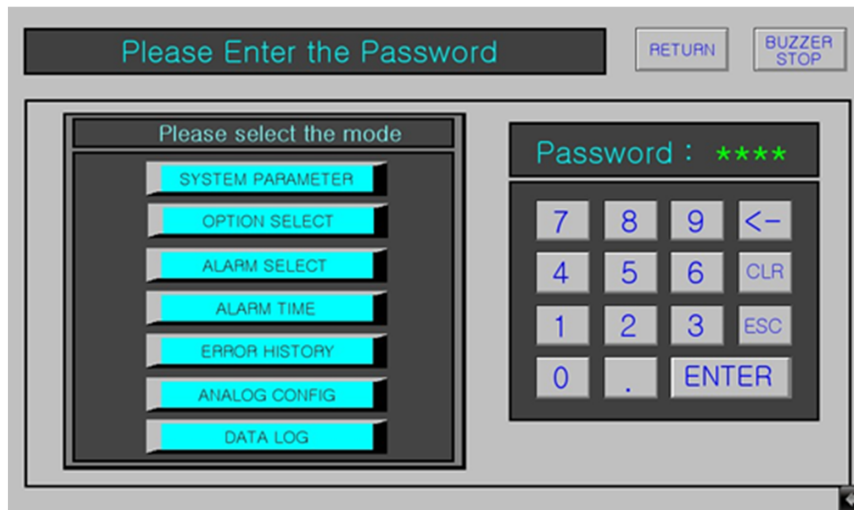 Please Enter the Password
RETURN
BUZZER
STOP
Please select the mode
SYSTEM PARAMETER
OPTION SELECT
ALARM SELECT
ALARM TIME
ERROR HISTORY
ANALOG CONFIG
DATA LOG
Password : ****
7 8 9 <-
4 5 6 CLR
1 2 3 ESC
0 . ENTER